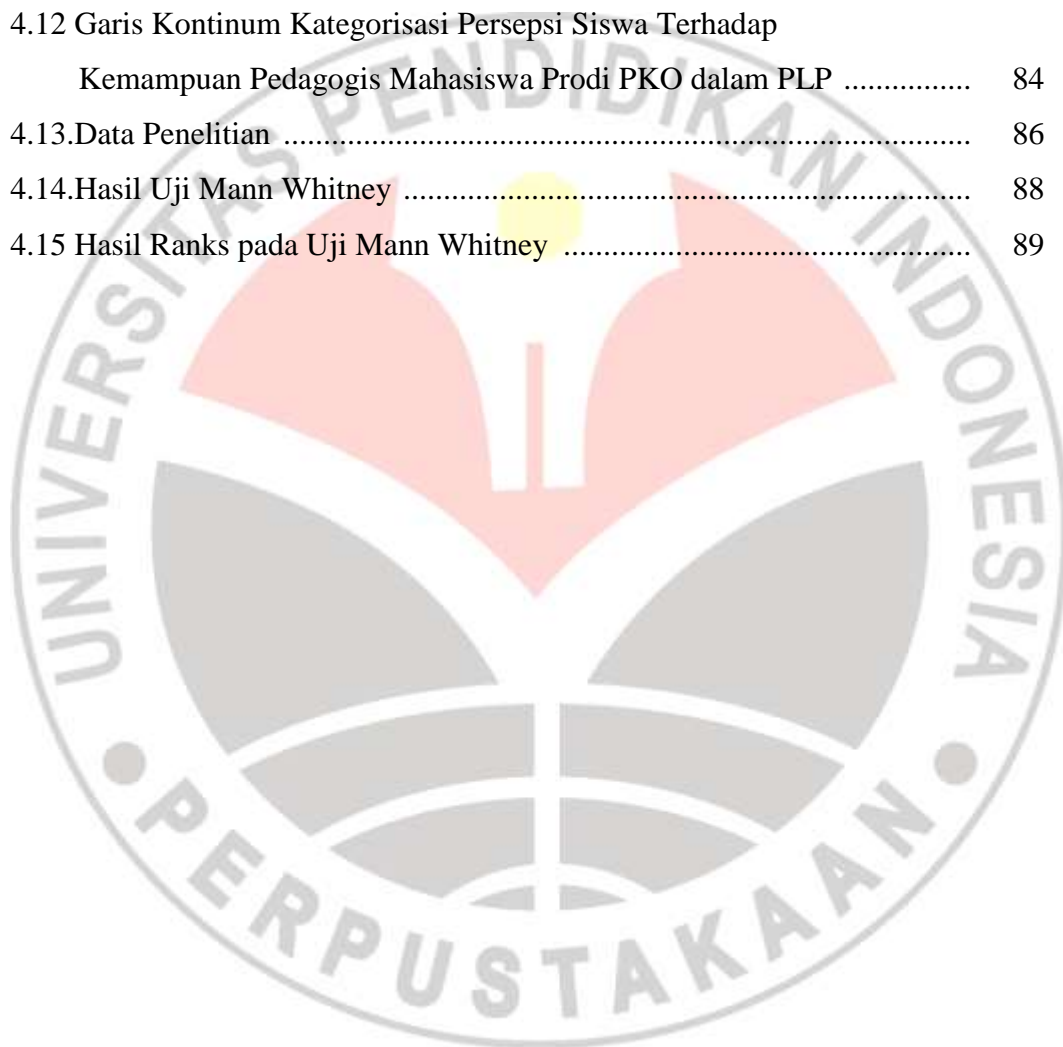 4.12 Garis Kontinum Kategorisasi Persepsi Siswa Terhadap
Kemampuan Pedagogis Mahasiswa Prodi PKO dalam PLP ................ 84
4.13.Data Penelitian ..................................................................................... 86
4.14.Hasil Uji Mann Whitney ...................................................................... 88
4.15 Hasil Ranks pada Uji Mann Whitney ................................................... 89
UNIVERSITAS PENDIDIKAN INDONESIA
PERPUSTAKAAN